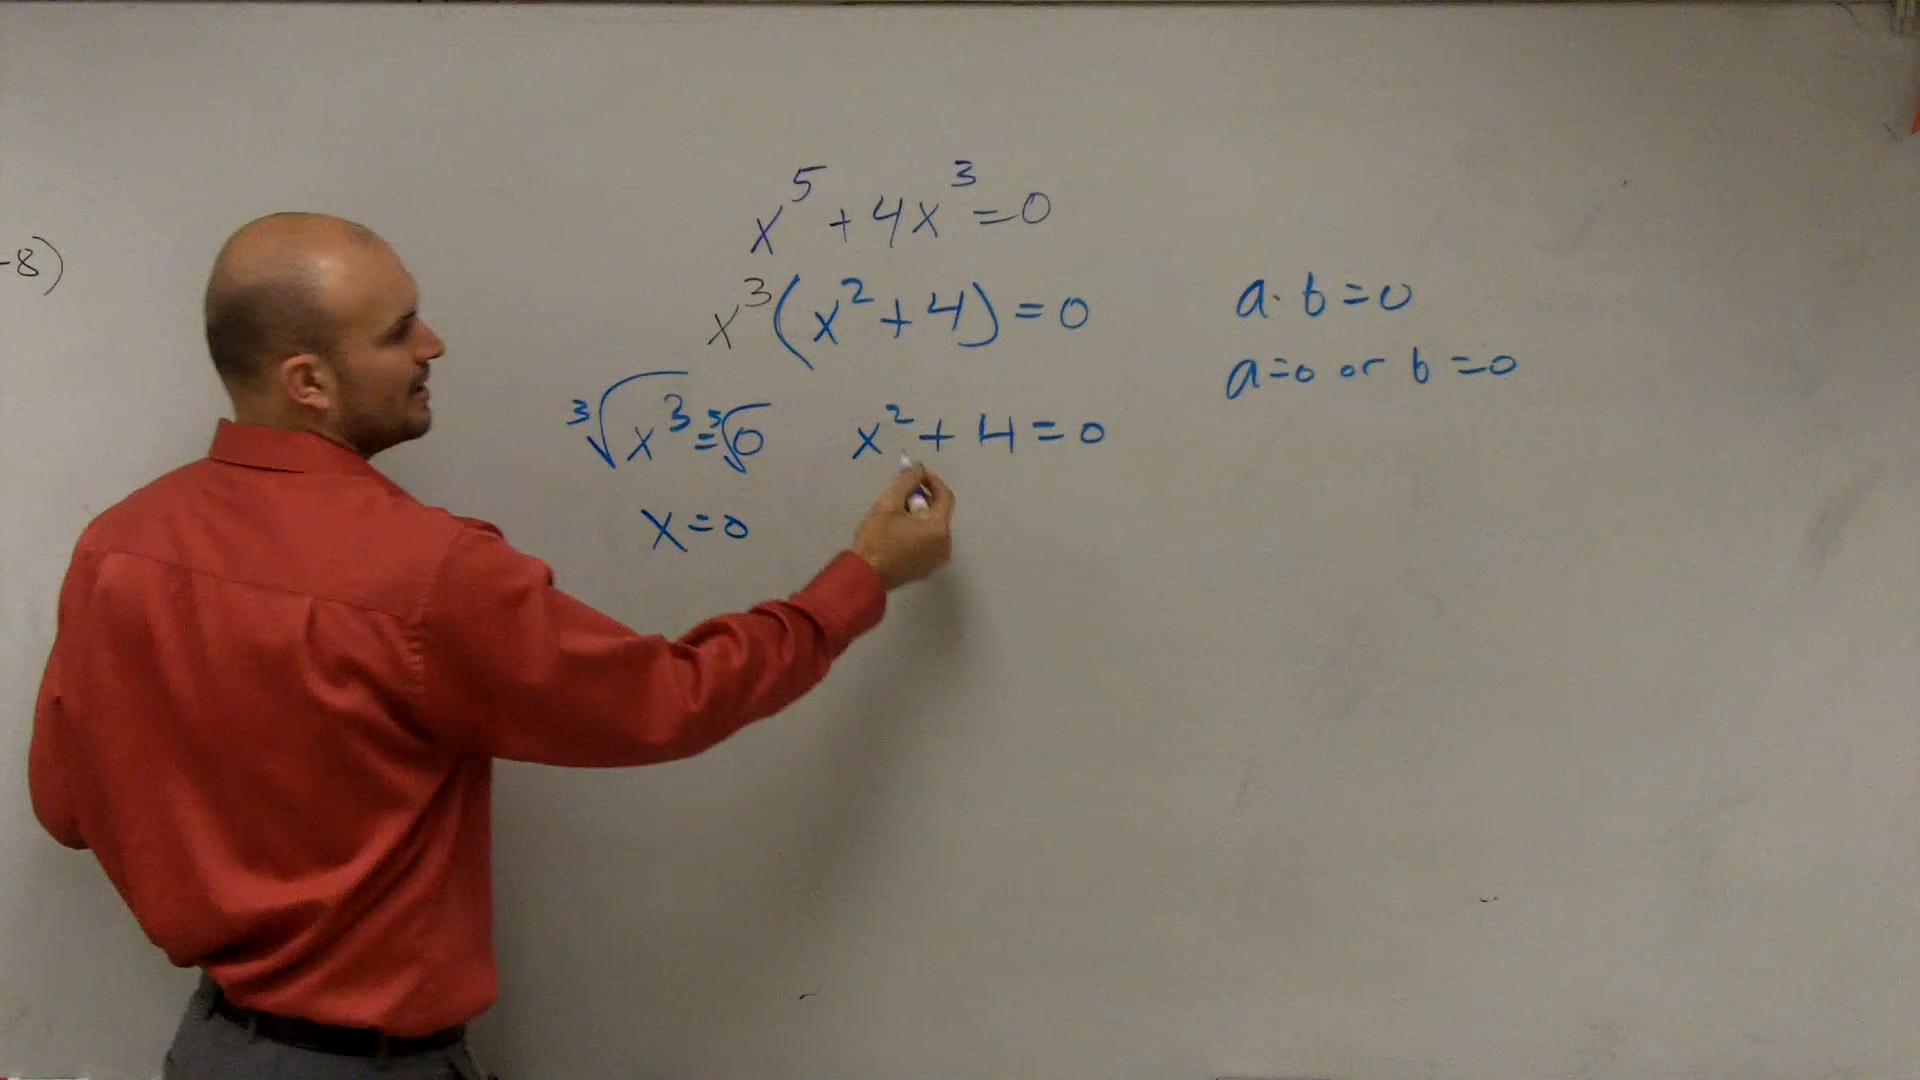 -8)
x⁵ + 4x³ = 0
x³(x² + 4) = 0
a · b = 0
a = 0 or b = 0
∛x³ = ∛0
x² + 4 = 0
x = 0